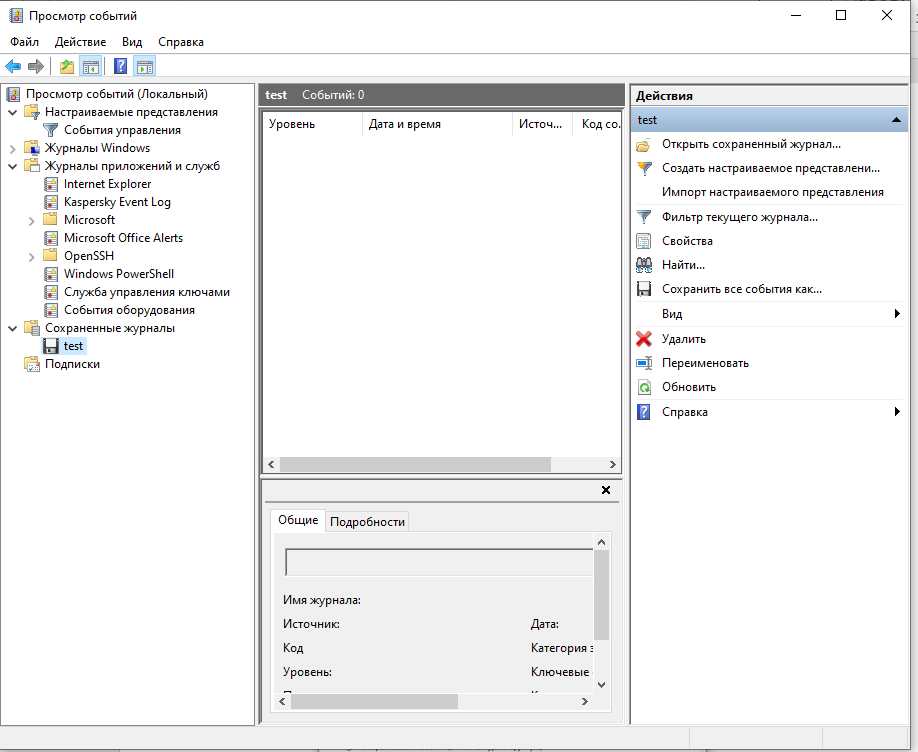 Просмотр событий
Файл Действие Вид Справка
Просмотр событий (Локальный)
Настраиваемые представления
События управления
Журналы Windows
Журналы приложений и служб
Internet Explorer
Kaspersky Event Log
Microsoft
Microsoft Office Alerts
OpenSSH
Windows PowerShell
Служба управления ключами
События оборудования
Сохраненные журналы
test
Подписки
test Событий: 0
Уровень Дата и время Источ... Код со.
Общие Подробности
Имя журнала:
Источник: Дата:
Код Категория
Уровень: Ключевые
Действия
test
Открыть сохраненный журнал...
Создать настраиваемое представлени...
Импорт настраиваемого представления
Фильтр текущего журнала...
Свойства
Найти...
Сохранить все события как...
Вид
Удалить
Переименовать
Обновить
Справка